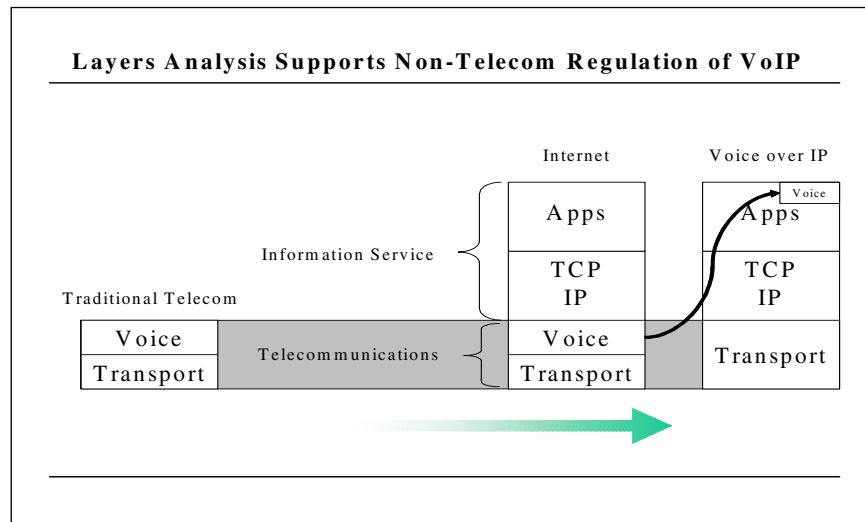 Layers Analysis Supports Non-Telecom Regulation of VoIP
Internet
Voice over IP
Voice
Apps
Apps
Information Service
TCP
IP
TCP
IP
Traditional Telecom
Voice
Telecommunications
Voice
Transport
Transport
Transport